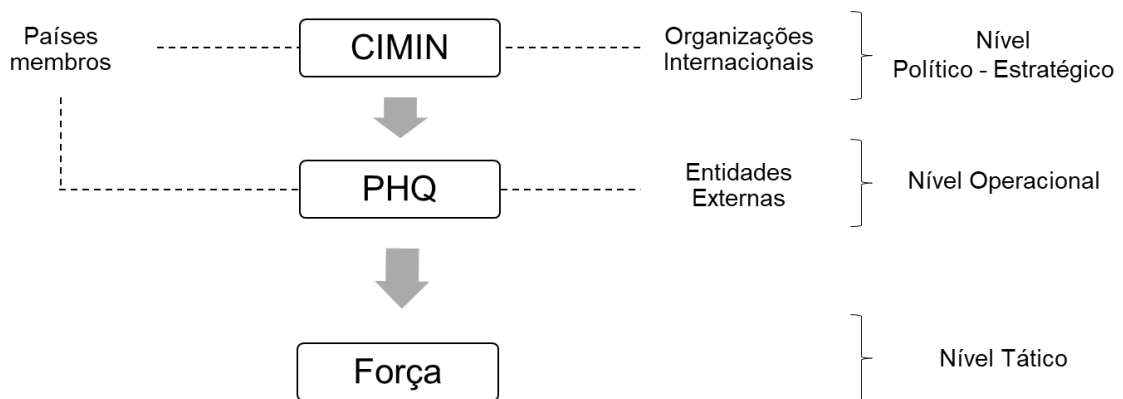 Países
membros
CIMIN
Organizações
Internacionais
Nível
Político - Estratégico
PHQ
Entidades
Externas
Nível Operacional
Força
Nível Tático